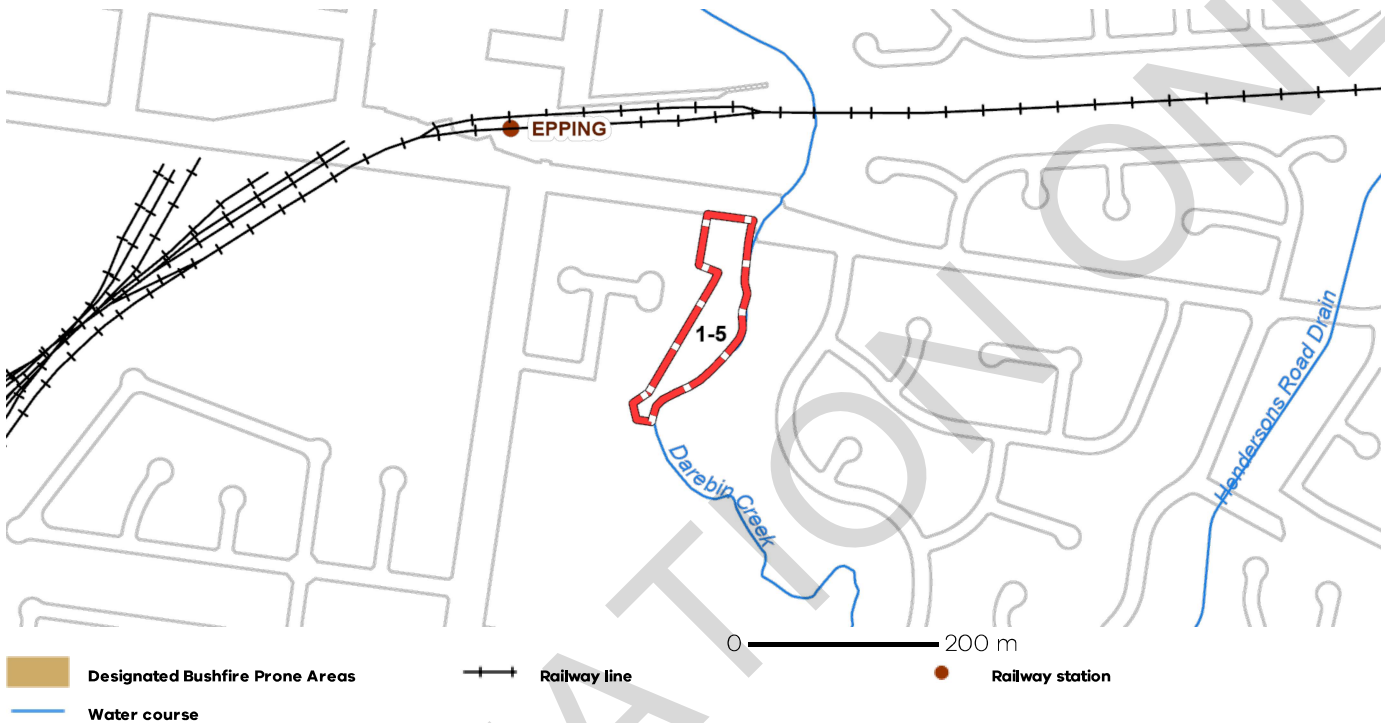 EPPING
1-5
Hendersons Road Drain
Darebin Creek
0 200 m
Designated Bushfire Prone Areas
Railway line
Railway station
Water course